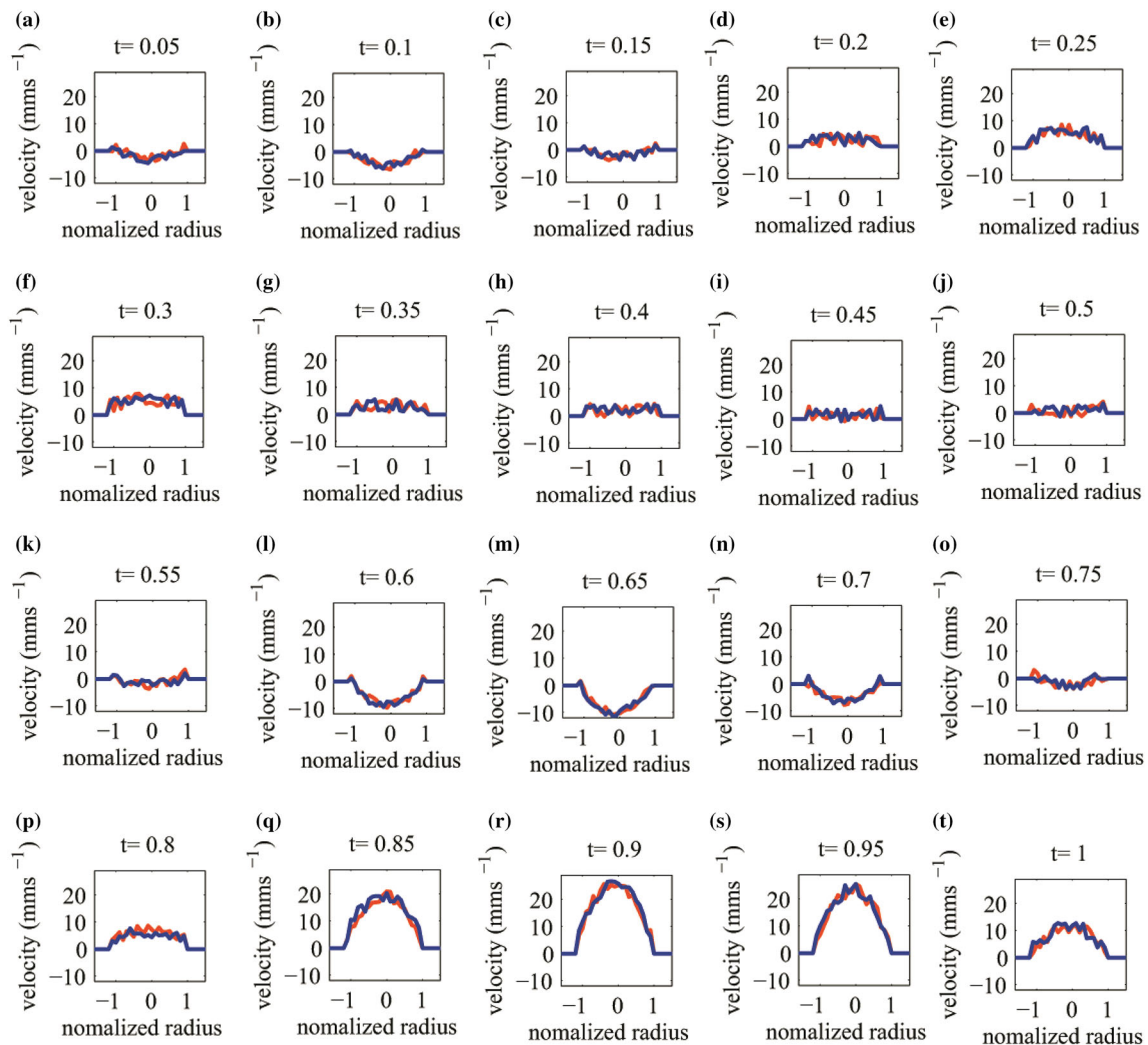 (a)
t= 0.05
velocity (mms ⁻¹)
20
10
0
−10
−1 0 1
nomalized radius
(b)
t= 0.1
velocity (mms ⁻¹)
20
10
0
−10
−1 0 1
nomalized radius
(c)
t= 0.15
velocity (mms ⁻¹)
20
10
0
−10
−1 0 1
nomalized radius
(d)
t= 0.2
velocity (mms ⁻¹)
20
10
0
−10
−1 0 1
nomalized radius
(e)
t= 0.25
velocity (mms ⁻¹)
20
10
0
−10
−1 0 1
nomalized radius
(f)
t= 0.3
velocity (mms ⁻¹)
20
10
0
−10
−1 0 1
nomalized radius
(g)
t= 0.35
velocity (mms ⁻¹)
20
10
0
−10
−1 0 1
nomalized radius
(h)
t= 0.4
velocity (mms ⁻¹)
20
10
0
−10
−1 0 1
nomalized radius
(i)
t= 0.45
velocity (mms ⁻¹)
20
10
0
−10
−1 0 1
nomalized radius
(j)
t= 0.5
velocity (mms ⁻¹)
20
10
0
−10
−1 0 1
nomalized radius
(k)
t= 0.55
velocity (mms ⁻¹)
20
10
0
−10
−1 0 1
nomalized radius
(l)
t= 0.6
velocity (mms ⁻¹)
20
10
0
−10
−1 0 1
nomalized radius
(m)
t= 0.65
velocity (mms ⁻¹)
20
10
0
−10
−1 0 1
nomalized radius
(n)
t= 0.7
velocity (mms ⁻¹)
20
10
0
−10
−1 0 1
nomalized radius
(o)
t= 0.75
velocity (mms ⁻¹)
20
10
0
−10
−1 0 1
nomalized radius
(p)
t= 0.8
velocity (mms ⁻¹)
20
10
0
−10
−1 0 1
nomalized radius
(q)
t= 0.85
velocity (mms ⁻¹)
20
10
0
−10
−1 0 1
nomalized radius
(r)
t= 0.9
velocity (mms ⁻¹)
20
10
0
−10
−1 0 1
nomalized radius
(s)
t= 0.95
velocity (mms ⁻¹)
20
10
0
−10
−1 0 1
nomalized radius
(t)
t= 1
velocity (mms ⁻¹)
20
10
0
−10
−1 0 1
nomalized radius